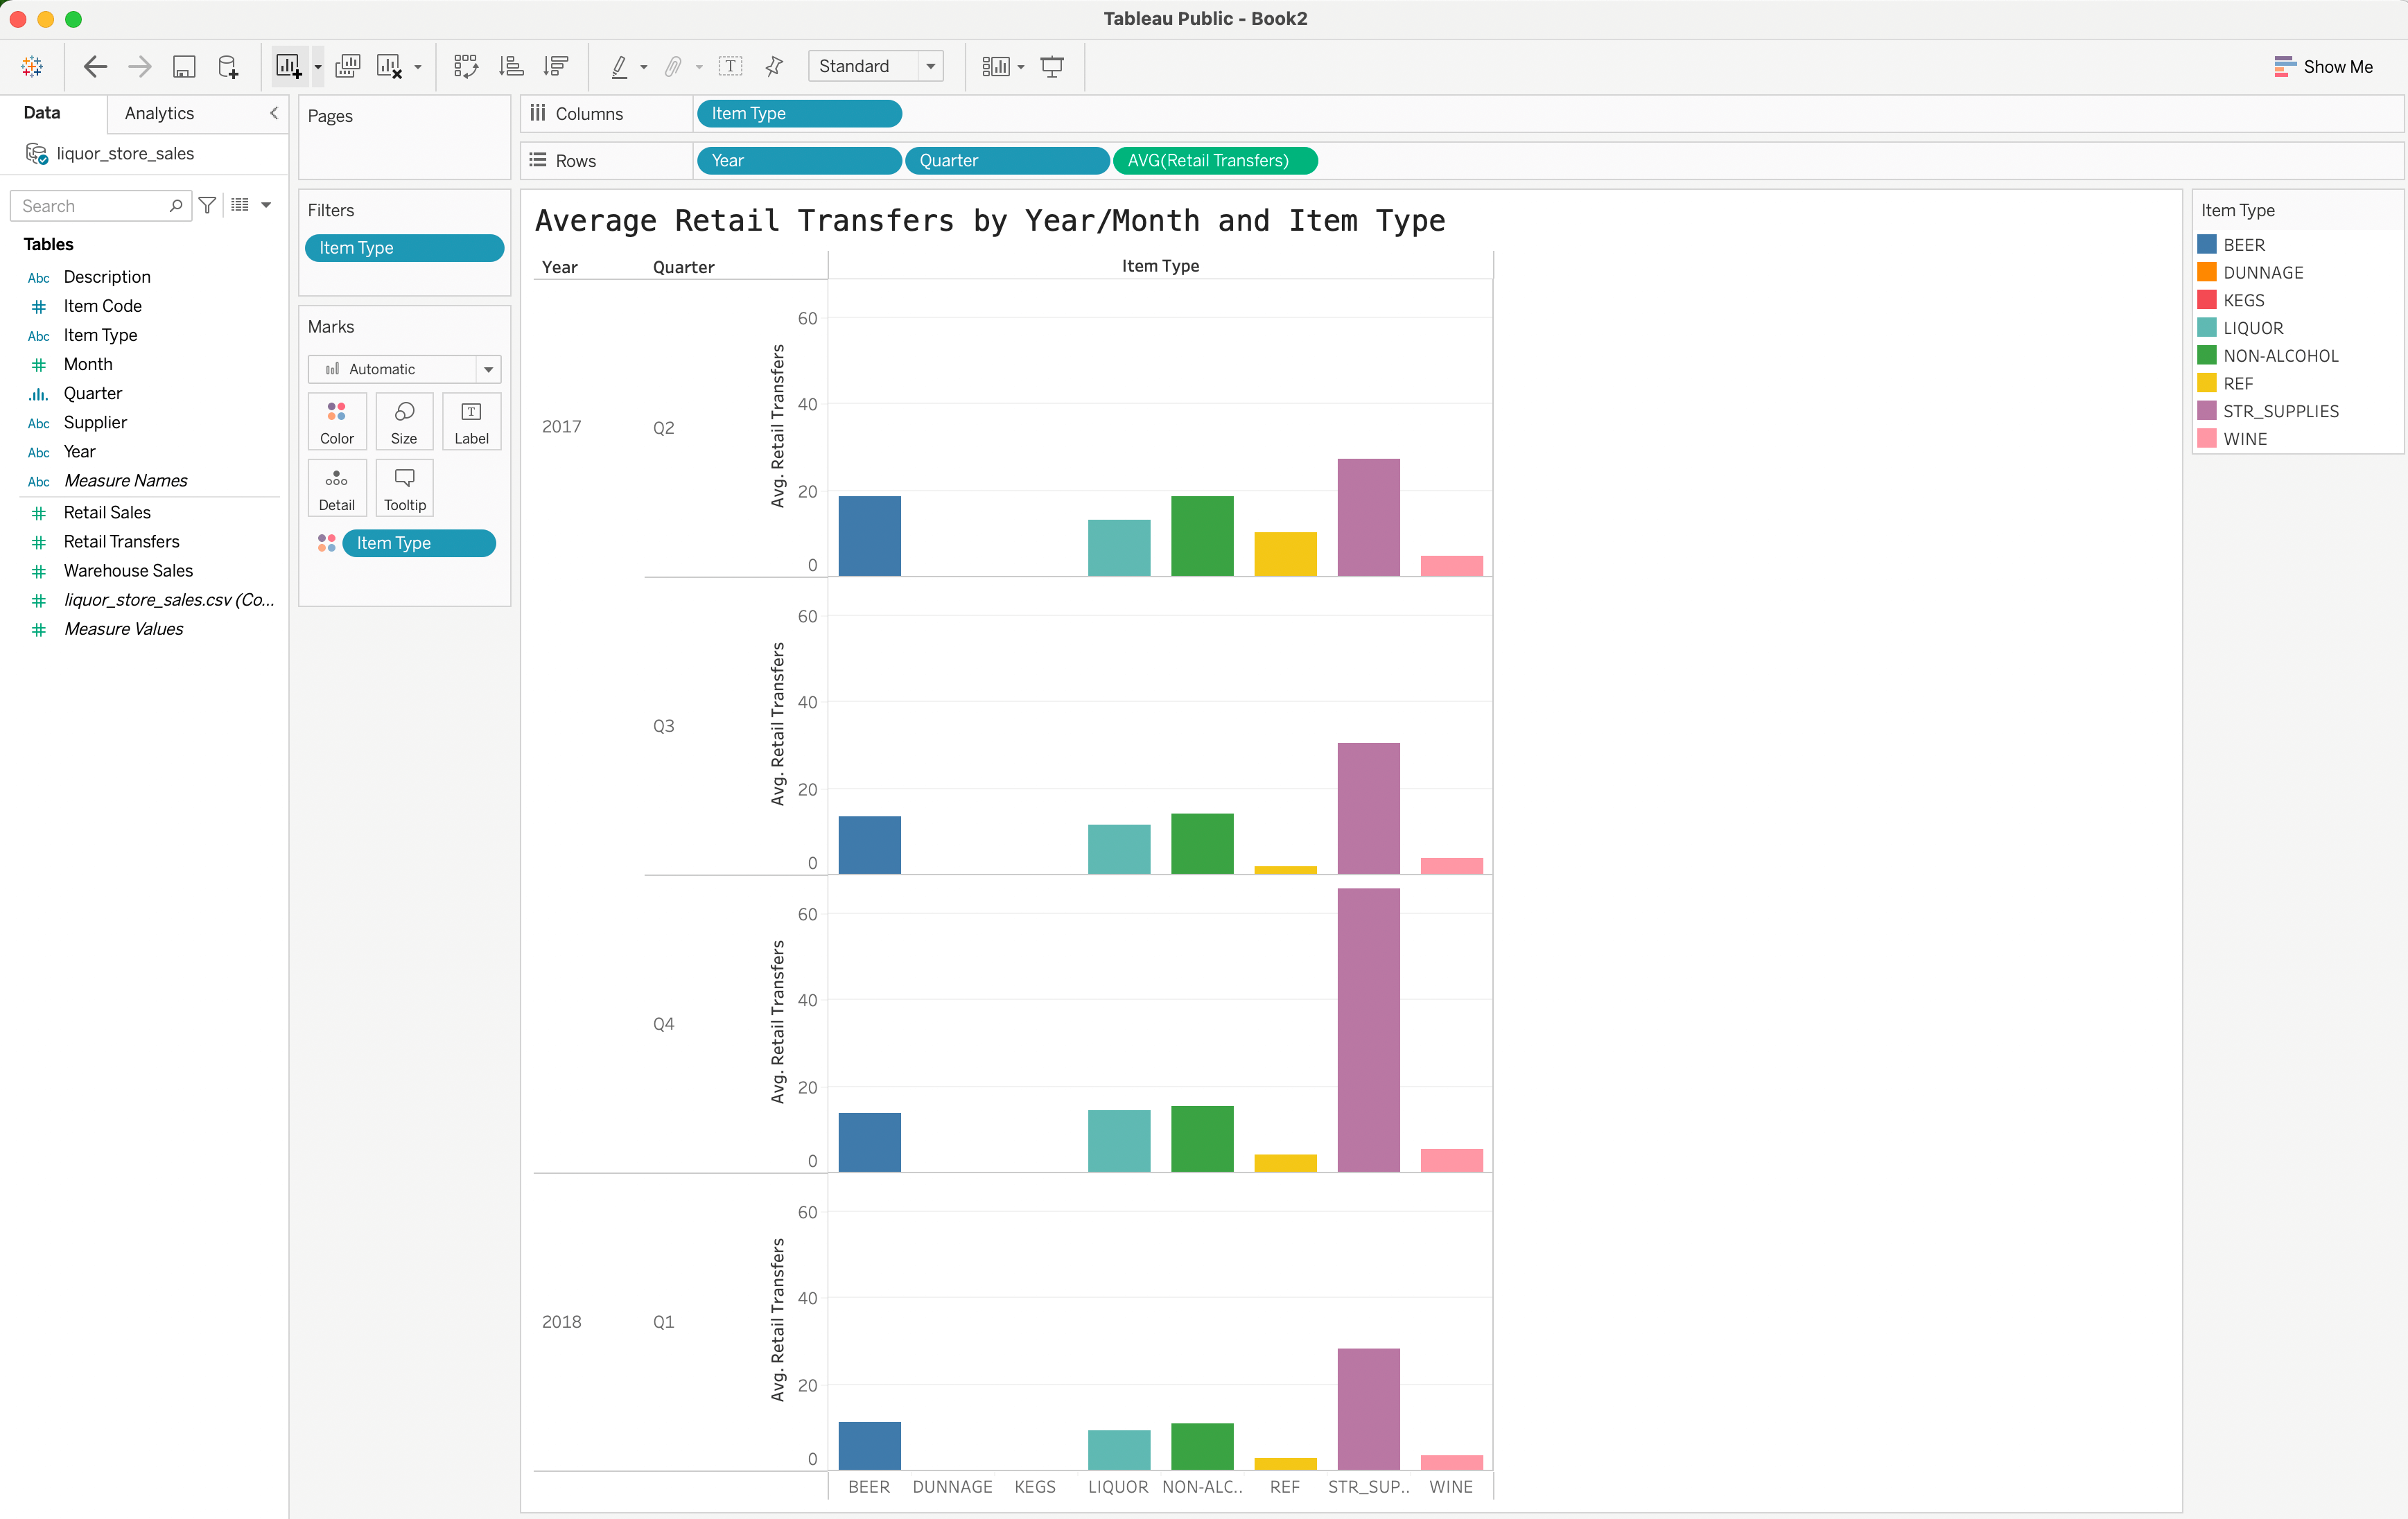 Tableau Public - Book2
Standard
Show Me
Data
Analytics
Pages
Columns
Item Type
liquor_store_sales
Rows
Year
Quarter
AVG(Retail Transfers)
Search
Tables
Abc Description
Item Code
Abc Item Type
Month
Quarter
Abc Supplier
Abc Year
Abc Measure Names
Retail Sales
Retail Transfers
Warehouse Sales
liquor_store_sales.csv (Co...
Measure Values
Filters
Item Type
Marks
Automatic
Color
Size
Label
Detail
Tooltip
Item Type
Average Retail Transfers by Year/Month and Item Type
Year
Quarter
Item Type
2017
Q2
Avg. Retail Transfers
60
40
20
0
Q3
Avg. Retail Transfers
60
40
20
0
Q4
Avg. Retail Transfers
60
40
20
0
2018
Q1
Avg. Retail Transfers
60
40
20
0
BEER
DUNNAGE
KEGS
LIQUOR
NON-ALC..
REF
STR_SUP..
WINE
Item Type
BEER
DUNNAGE
KEGS
LIQUOR
NON-ALCOHOL
REF
STR_SUPPLIES
WINE